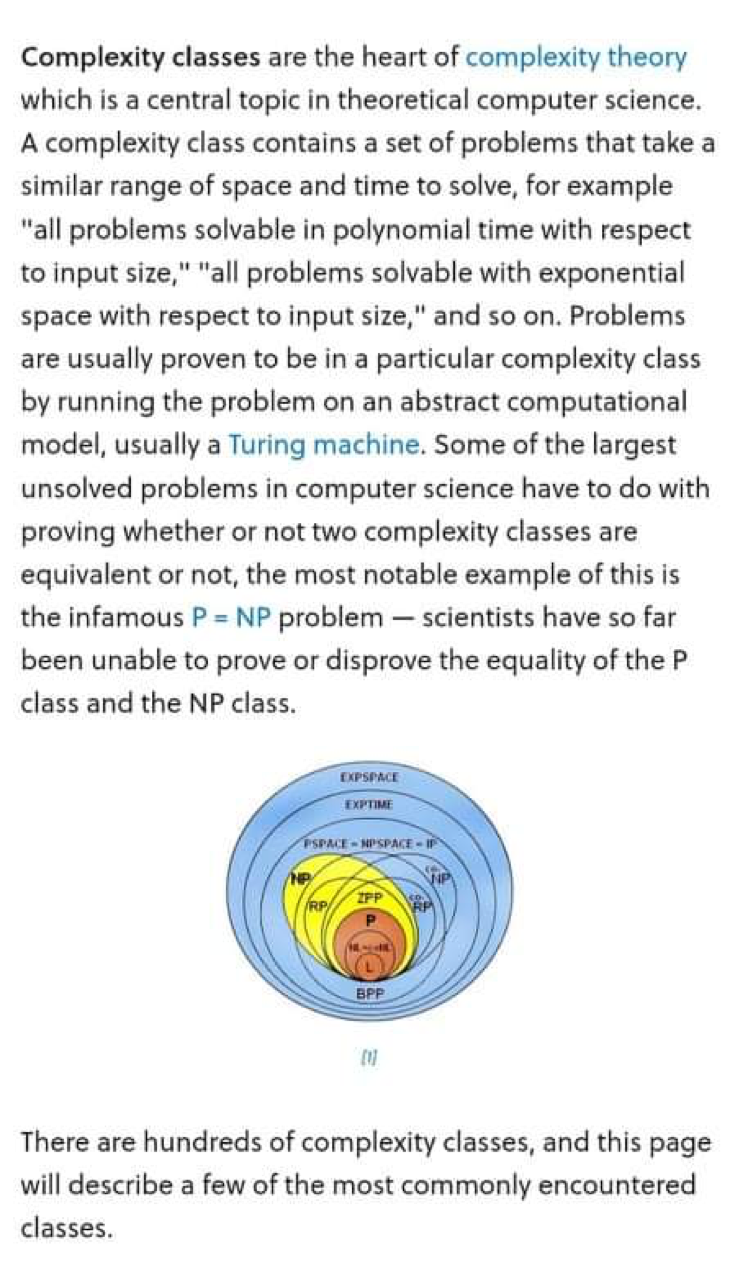 Complexity classes are the heart of complexity theory
which is a central topic in theoretical computer science.
A complexity class contains a set of problems that take a
similar range of space and time to solve, for example
"all problems solvable in polynomial time with respect
to input size," "all problems solvable with exponential
space with respect to input size," and so on. Problems
are usually proven to be in a particular complexity class
by running the problem on an abstract computational
model, usually a Turing machine. Some of the largest
unsolved problems in computer science have to do with
proving whether or not two complexity classes are
equivalent or not, the most notable example of this is
the infamous P = NP problem — scientists have so far
been unable to prove or disprove the equality of the P
class and the NP class.
EXPSPACE
EXPTIME
PSPACE = NPSPACE = IP
NP
co-
NP
RP
ZPP
co-
RP
P
L
BPP
[1]
There are hundreds of complexity classes, and this page
will describe a few of the most commonly encountered
classes.